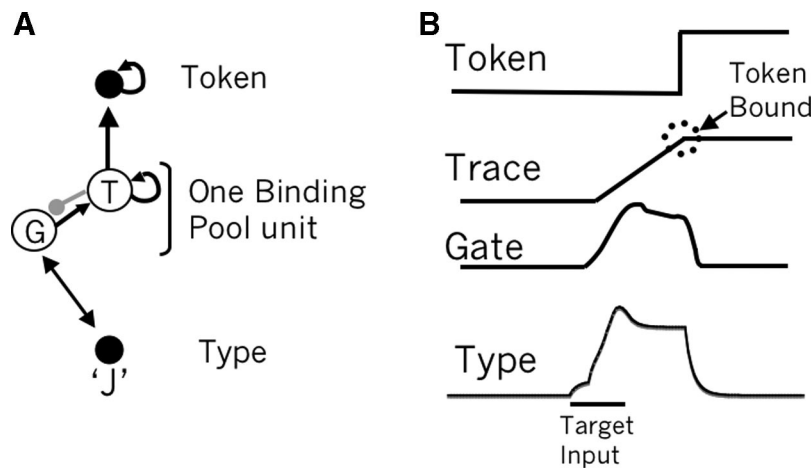 A
Token
T
One Binding
Pool unit
G
Type
‘J’
B
Token
Token
Bound
Trace
Gate
Type
Target
Input